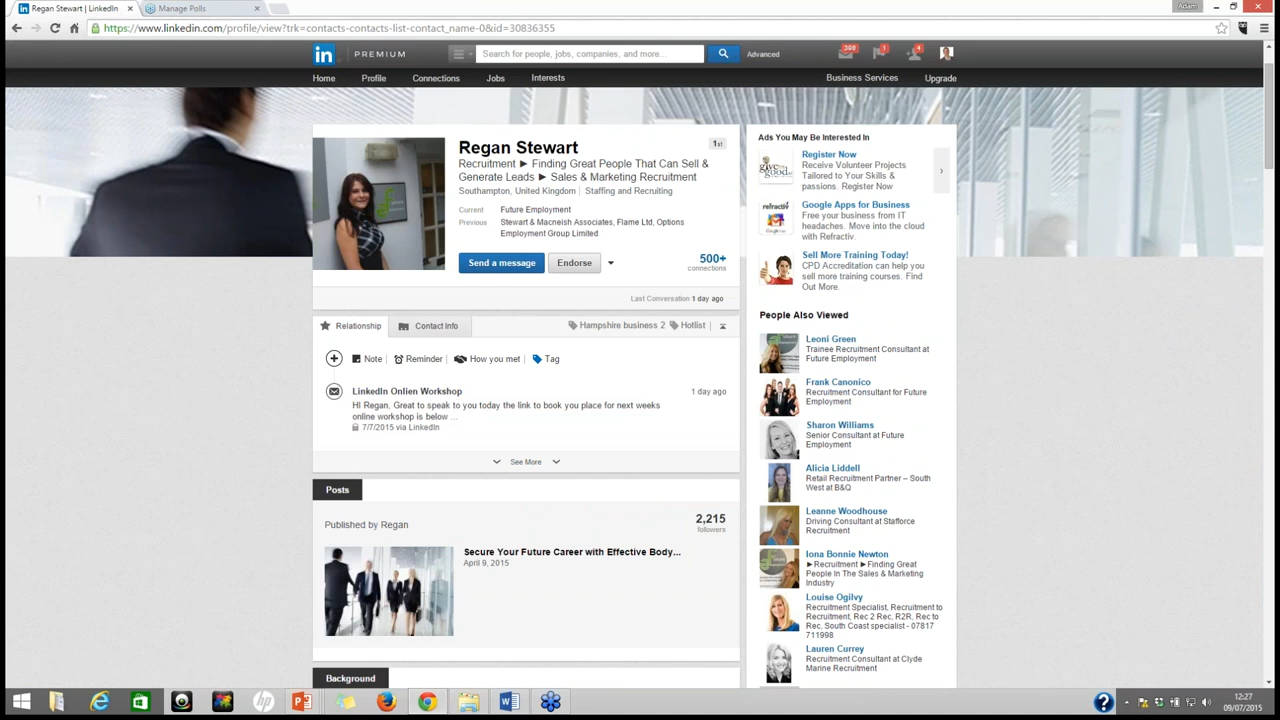 Regan Stewart | LinkedIn
Manage Polls
Adam
https://www.linkedin.com/profile/view?trk=contacts-contacts-list-contact_name-0&id=30836355
in PREMIUM
Search for people, jobs, companies, and more...
Advanced
398
1
4
Home Profile Connections Jobs Interests
Business Services Upgrade
Regan Stewart
1st
Recruitment ► Finding Great People That Can Sell &
Generate Leads ► Sales & Marketing Recruitment
Southampton, United Kingdom | Staffing and Recruiting
Current Future Employment
Previous Stewart & Macneish Associates, Flame Ltd, Options
Employment Group Limited
Send a message
Endorse
500+
connections
Last Conversation 1 day ago
Relationship
Contact Info
Hampshire business 2
Hotlist
Note
Reminder
How you met
Tag
LinkedIn Onlien Workshop
1 day ago
HI Regan, Great to speak to you today the link to book you place for next weeks
online workshop is below ...
7/7/2015 via LinkedIn
See More
Posts
Published by Regan
2,215
followers
Secure Your Future Career with Effective Body...
April 9, 2015
Background
Ads You May Be Interested In
Register Now
Receive Volunteer Projects
Tailored to Your Skills &
passions. Register Now
refractiv
Google Apps for Business
Free your business from IT
headaches. Move into the cloud
with Refractiv.
Sell More Training Today!
CPD Accreditation can help you
sell more training courses. Find
Out More.
People Also Viewed
Leoni Green
Trainee Recruitment Consultant at
Future Employment
Frank Canonico
Recruitment Consultant for Future
Employment
Sharon Williams
Senior Consultant at Future
Employment
Alicia Liddell
Retail Recruitment Partner – South
West at B&Q
Leanne Woodhouse
Driving Consultant at Stafforce
Recruitment
Iona Bonnie Newton
►Recruitment ►Finding Great
People In The Sales & Marketing
Industry
Louise Ogilvy
Recruitment Specialist, Recruitment to
Recruitment, Rec 2 Rec, R2R, Rec to
Rec, South Coast specialist - 07817
711998
Lauren Currey
Recruitment Consultant at Clyde
Marine Recruitment
12:27
09/07/2015